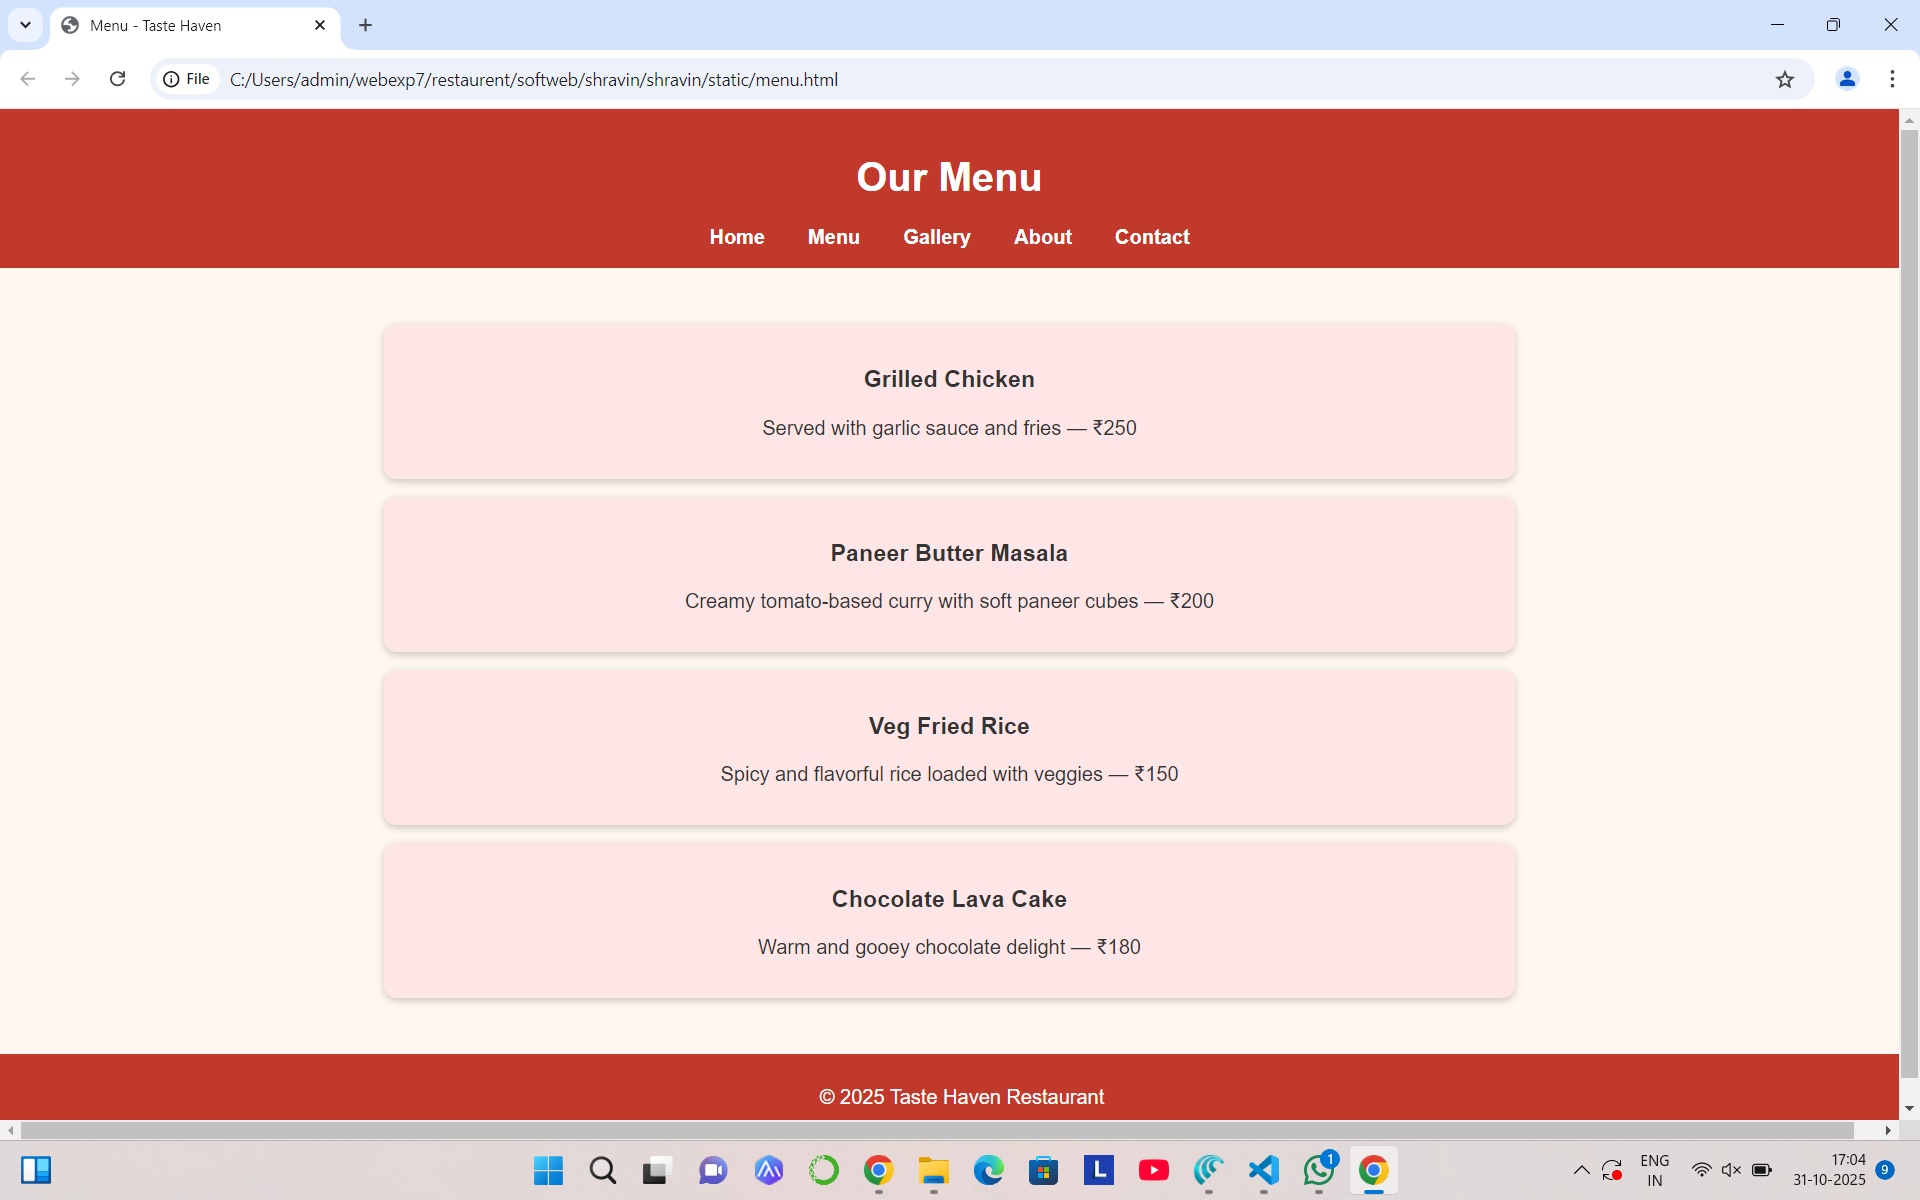 Menu - Taste Haven
File
C:/Users/admin/webexp7/restaurent/softweb/shravin/shravin/static/menu.html
Our Menu
Home Menu Gallery About Contact
Grilled Chicken
Served with garlic sauce and fries — ₹250
Paneer Butter Masala
Creamy tomato-based curry with soft paneer cubes — ₹200
Veg Fried Rice
Spicy and flavorful rice loaded with veggies — ₹150
Chocolate Lava Cake
Warm and gooey chocolate delight — ₹180
© 2025 Taste Haven Restaurant
L
1
ENG
IN
17:04
31-10-2025
9